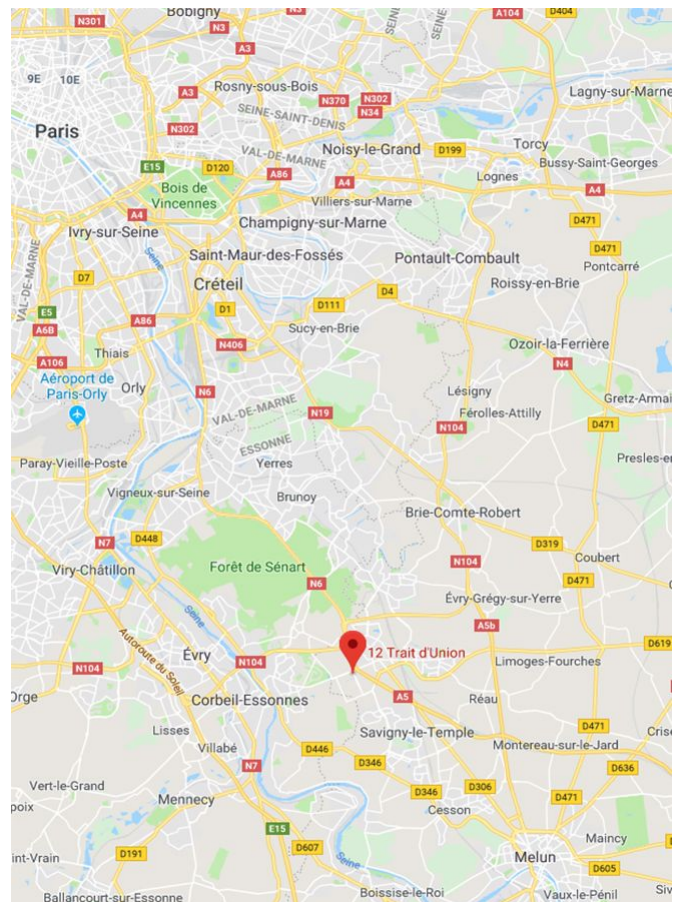 Bobigny
N3
A104
D404
N301
N3
A3
SEINE
9E
10E
A3
Rosny-sous-Bois
N370
N302
Lagny-sur-Marne
SEINE-SAINT-DENIS
N34
Paris
N302
VAL-DE-MARNE
Noisy-le-Grand
D199
Torcy
E15
D120
A86
Bussy-Saint-Georges
Bois de
Vincennes
A4
Lognes
A4
Villiers-sur-Marne
A4
Champigny-sur-Marne
D471
Ivry-sur-Seine
Seine
Saint-Maur-des-Fossés
Pontault-Combault
D471
Pontcarré
VAL-DE-MARNE
D7
Créteil
Roissy-en-Brie
D4
E5
D1
D111
A6B
A86
Sucy-en-Brie
N406
Ozoir-la-Ferrière
Thiais
A106
N4
Aéroport de
Paris-Orly
Orly
N6
Lésigny
Gretz-Armai
VAL-DE-MARNE
N19
Férolles-Attilly
N104
D471
ESSONNE
Paray-Vieille-Poste
Yerres
Presles-e
Vigneux-sur-Seine
Brunoy
Brie-Comte-Robert
N7
D448
D319
Coubert
Viry-Châtillon
Forêt de Sénart
N104
N6
D471
Seine
Évry-Grégy-sur-Yerre
A5b
Autoroute du Soleil
12 Trait d'Union
D619
Évry
N104
Limoges-Fourches
N104
Orge
Corbeil-Essonnes
A5
Réau
Lisses
Savigny-le-Temple
D471
Crise
Villabé
D446
Montereau-sur-le-Jard
N7
D346
D636
Vert-le-Grand
D346
D306
D471
poix
Mennecy
Cesson
E15
Maincy
D191
D607
int-Vrain
Melun
D605
Seine
Ballancourt-sur-Essonne
Boissise-le-Roi
Vaux-le-Pénil
Siv